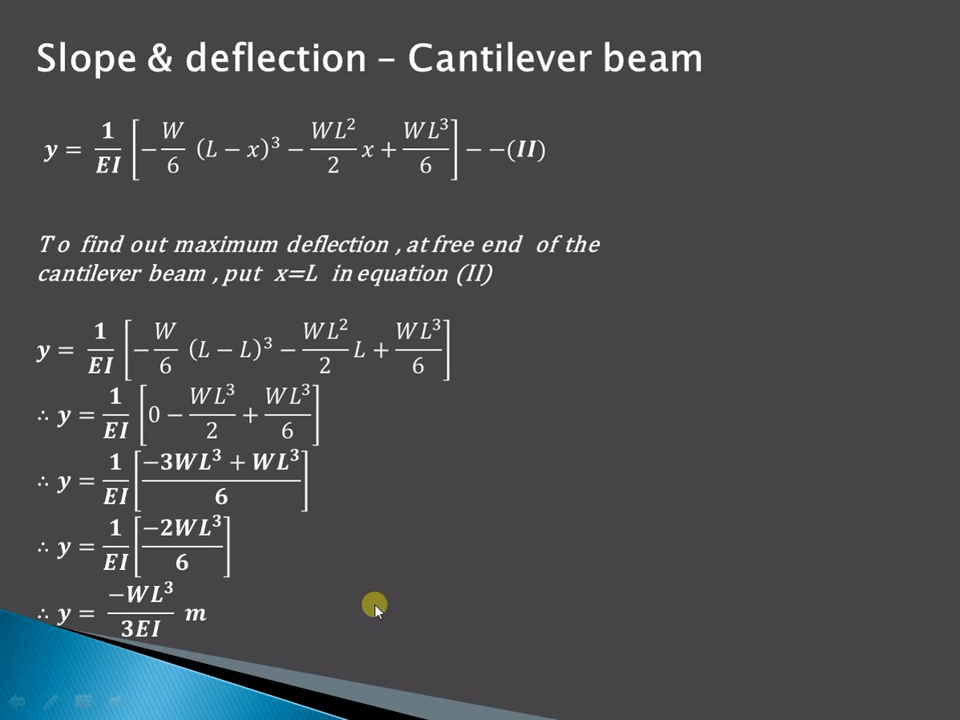 Slope & deflection – Cantilever beam
𝒚 = 𝟏/𝑬𝑰 [−𝑊/6 (𝐿 − 𝑥)³ − 𝑊𝐿²/2 𝑥 + 𝑊𝐿³/6] − −(𝑰𝑰)
To find out maximum deflection , at free end of the
cantilever beam , put x=L in equation (II)
𝒚 = 𝟏/𝑬𝑰 [−𝑊/6 (𝐿 − 𝐿)³ − 𝑊𝐿²/2 𝐿 + 𝑊𝐿³/6]
∴ 𝒚 = 𝟏/𝑬𝑰 [0 − 𝑊𝐿³/2 + 𝑊𝐿³/6]
∴ 𝒚 = 𝟏/𝑬𝑰 [(−𝟑𝑾𝑳³ + 𝑾𝑳³)/𝟔]
∴ 𝒚 = 𝟏/𝑬𝑰 [−𝟐𝑾𝑳³/𝟔]
∴ 𝒚 = −𝑾𝑳³/𝟑𝑬𝑰 𝒎